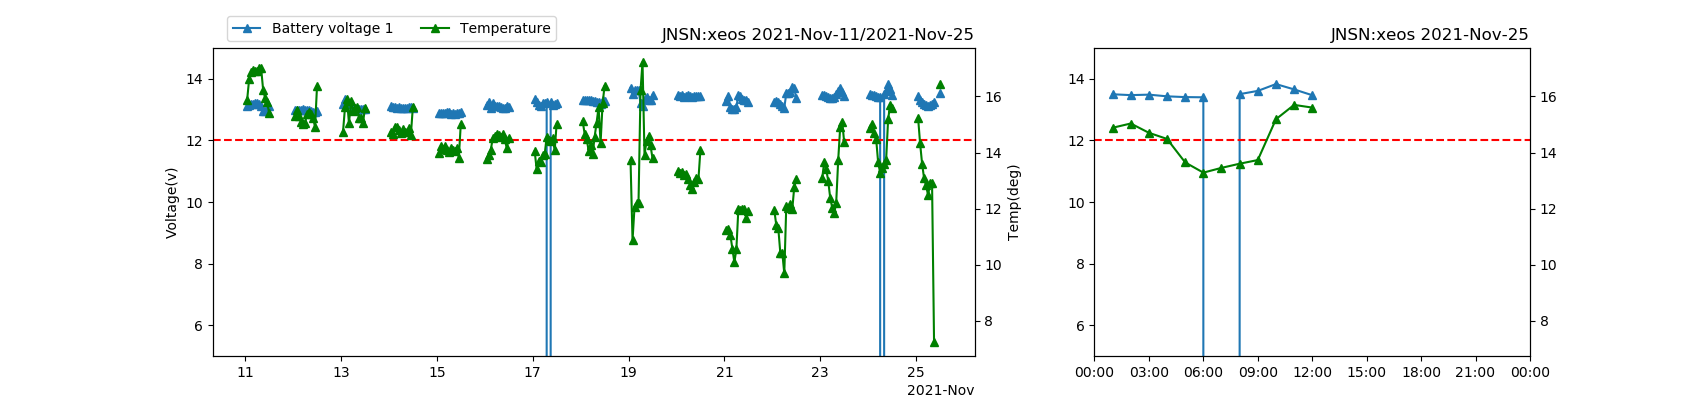 Battery voltage 1 Temperature
JNSN:xeos 2021-Nov-11/2021-Nov-25
JNSN:xeos 2021-Nov-25
Voltage(v)
14
12
10
8
6
16
14
12
10
8
Temp(deg)
11 13 15 17 19 21 23 25
2021-Nov
14
12
10
8
6
16
14
12
10
8
00:00 03:00 06:00 09:00 12:00 15:00 18:00 21:00 00:00